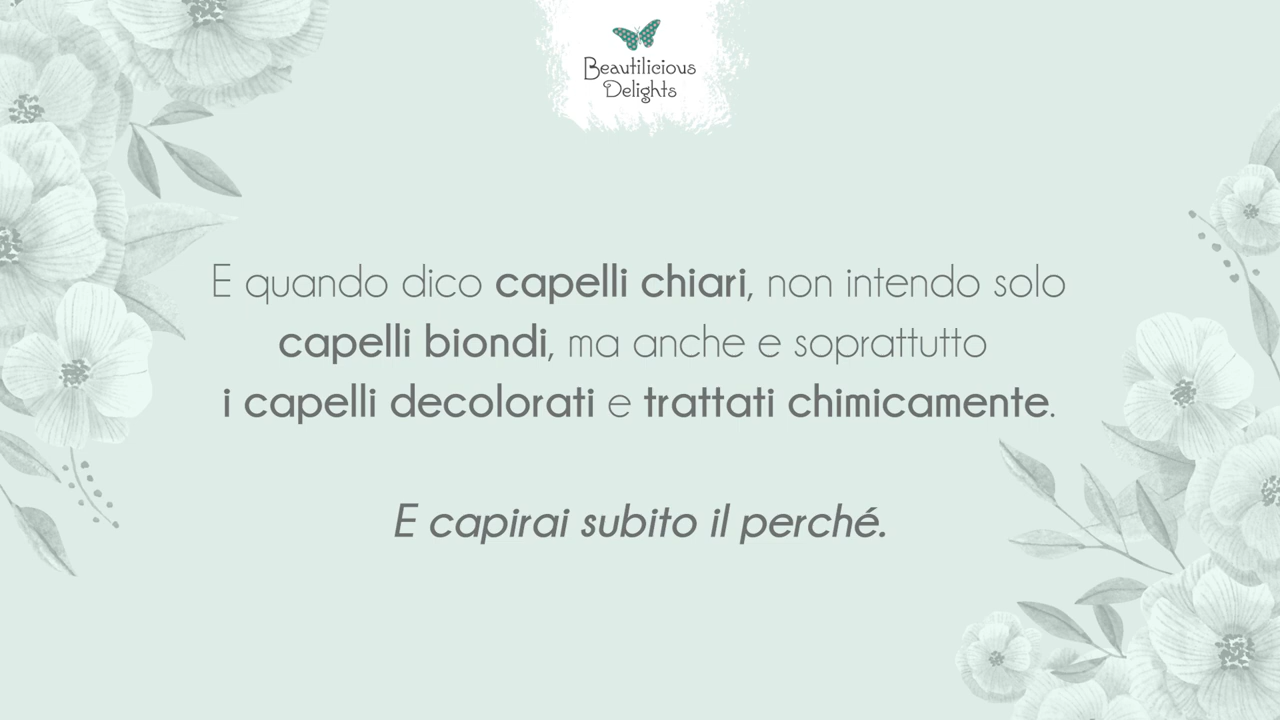 Beautilicious
Delights
E quando dico capelli chiari, non intendo solo
capelli biondi, ma anche e soprattutto
i capelli decolorati e trattati chimicamente.
E capirai subito il perché.